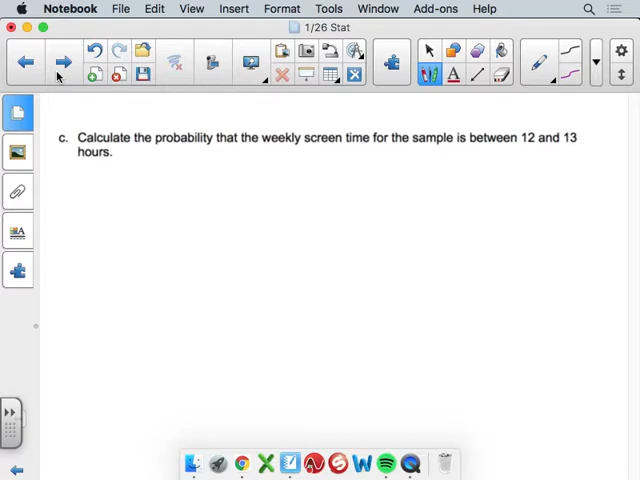 Notebook File Edit View Insert Format Tools Window Add-ons Help
1/26 Stat
A
A
c. Calculate the probability that the weekly screen time for the sample is between 12 and 13
hours.